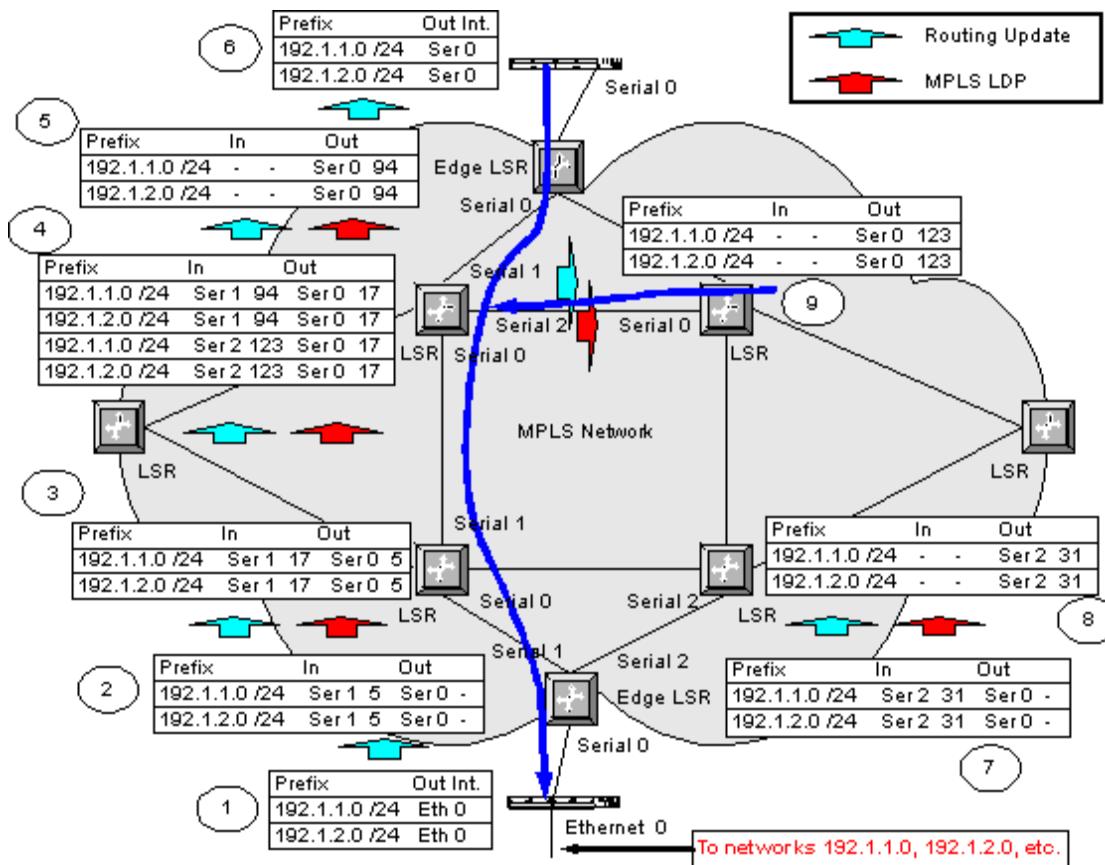 Prefix Out Int.
192.1.1.0 /24 Ser 0
192.1.2.0 /24 Ser 0
6
Routing Update
MPLS LDP
Serial 0
5
Prefix In Out
192.1.1.0 /24 - - Ser 0 94
192.1.2.0 /24 - - Ser 0 94
Edge LSR
Serial 0
4
Prefix In Out
192.1.1.0 /24 Ser 1 94 Ser 0 17
192.1.2.0 /24 Ser 1 94 Ser 0 17
192.1.1.0 /24 Ser 2 123 Ser 0 17
192.1.2.0 /24 Ser 2 123 Ser 0 17
Prefix In Out
192.1.1.0 /24 - - Ser 0 123
192.1.2.0 /24 - - Ser 0 123
Serial 1
9
Serial 2
Serial 0
LSR
Serial 0
LSR
MPLS Network
LSR
LSR
3
Serial 1
Prefix In Out
192.1.1.0 /24 Ser 1 17 Ser 0 5
192.1.2.0 /24 Ser 1 17 Ser 0 5
Prefix In Out
192.1.1.0 /24 - - Ser 2 31
192.1.2.0 /24 - - Ser 2 31
LSR
Serial 0
Serial 2
LSR
8
Serial 1
Serial 2
2
Prefix In Out
192.1.1.0 /24 Ser 1 5 Ser 0 -
192.1.2.0 /24 Ser 1 5 Ser 0 -
Edge LSR
Prefix In Out
192.1.1.0 /24 Ser 2 31 Ser 0 -
192.1.2.0 /24 Ser 2 31 Ser 0 -
Serial 0
7
1
Prefix Out Int.
192.1.1.0 /24 Eth 0
192.1.2.0 /24 Eth 0
Ethernet 0
To networks 192.1.1.0, 192.1.2.0, etc.